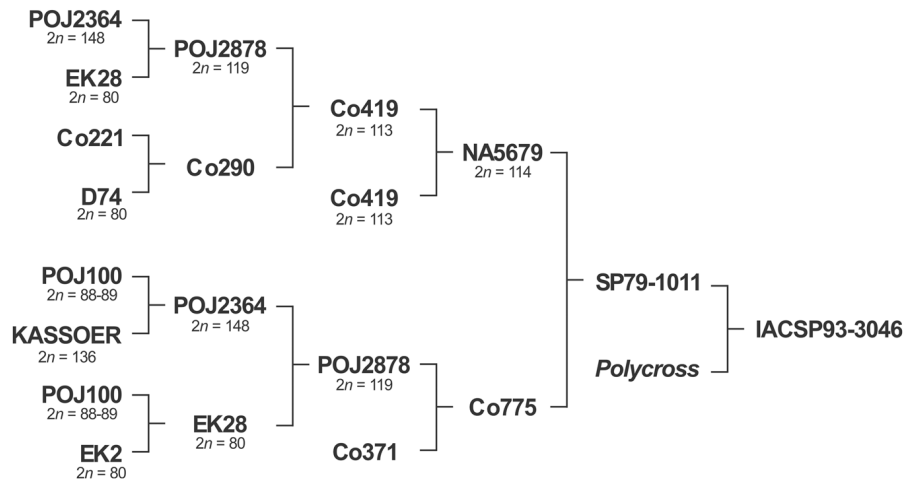 POJ2364
2n = 148
EK28
2n = 80
POJ2878
2n = 119
Co221
D74
2n = 80
Co290
Co419
2n = 113
Co419
2n = 113
NA5679
2n = 114
POJ100
2n = 88-89
KASSOER
2n = 136
POJ2364
2n = 148
POJ100
2n = 88-89
EK2
2n = 80
EK28
2n = 80
POJ2878
2n = 119
Co371
Co775
SP79-1011
Polycross
IACSP93-3046